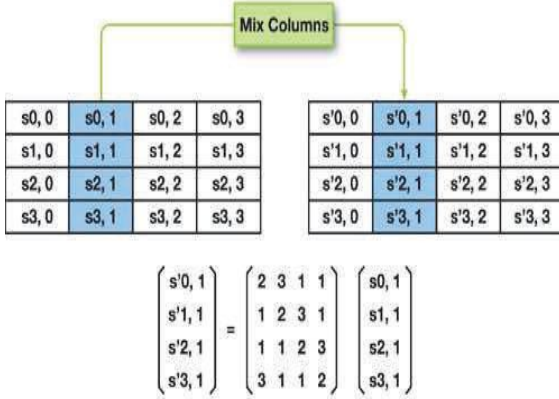 Mix Columns
s0, 0 s0, 1 s0, 2 s0, 3 s'0, 0 s'0, 1 s'0, 2 s'0, 3
s1, 0 s1, 1 s1, 2 s1, 3 s'1, 0 s'1, 1 s'1, 2 s'1, 3
s2, 0 s2, 1 s2, 2 s2, 3 s'2, 0 s'2, 1 s'2, 2 s'2, 3
s3, 0 s3, 1 s3, 2 s3, 3 s'3, 0 s'3, 1 s'3, 2 s'3, 3
s'0, 1 2 3 1 1 s0, 1
s'1, 1 1 2 3 1 s1, 1
=
s'2, 1 1 1 2 3 s2, 1
s'3, 1 3 1 1 2 s3, 1